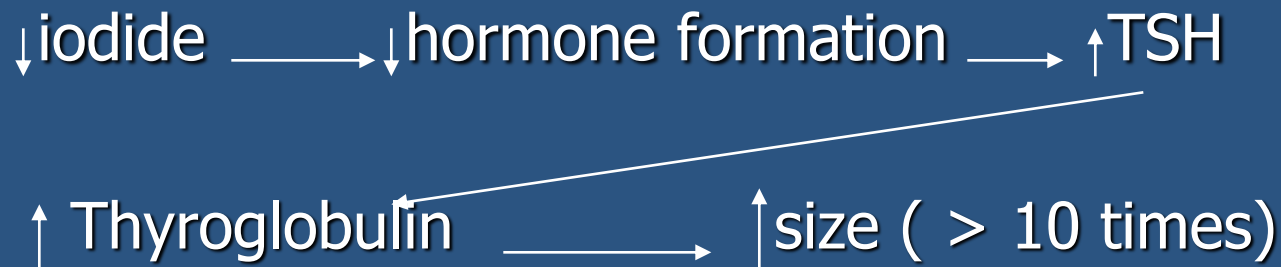 ↓iodide → ↓hormone formation → ↑TSH
↑ Thyroglobulin → ↑size ( > 10 times)